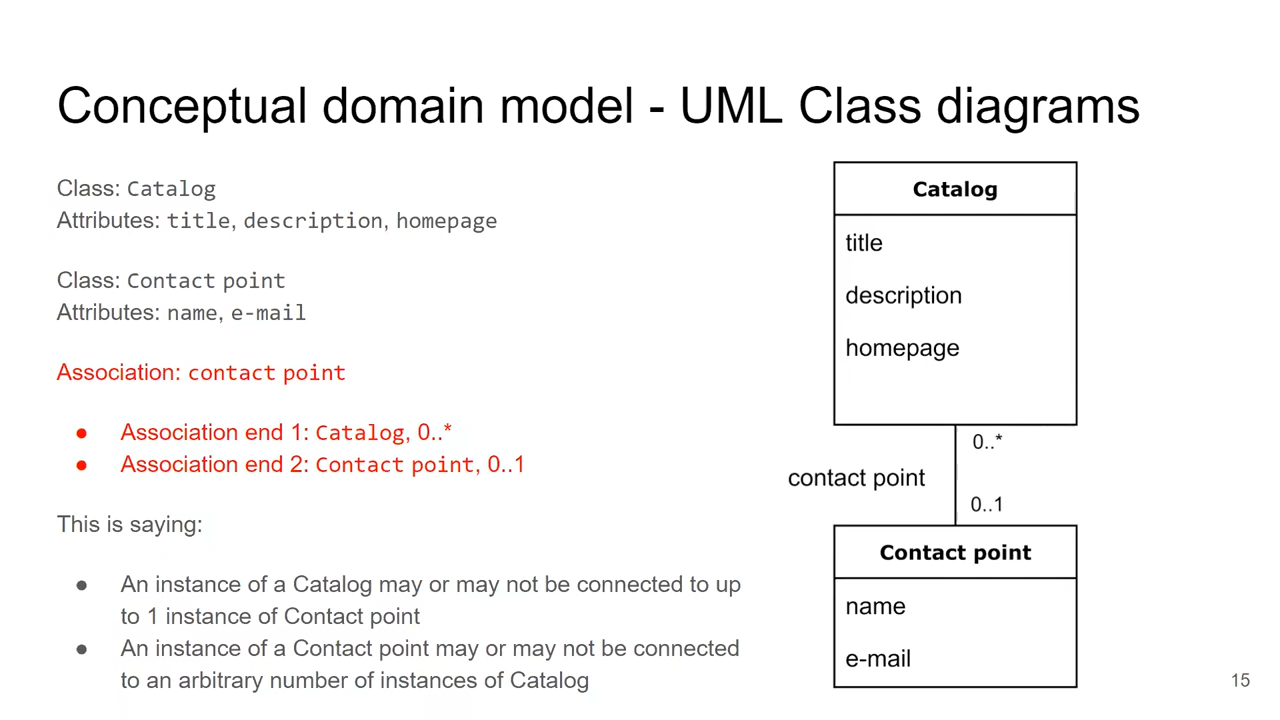 Conceptual domain model - UML Class diagrams
Class: Catalog
Attributes: title, description, homepage
Class: Contact point
Attributes: name, e-mail
Association: contact point
● Association end 1: Catalog, 0..*
● Association end 2: Contact point, 0..1
This is saying:
● An instance of a Catalog may or may not be connected to up
to 1 instance of Contact point
● An instance of a Contact point may or may not be connected
to an arbitrary number of instances of Catalog
Catalog
title
description
homepage
0..*
contact point
0..1
Contact point
name
e-mail
15